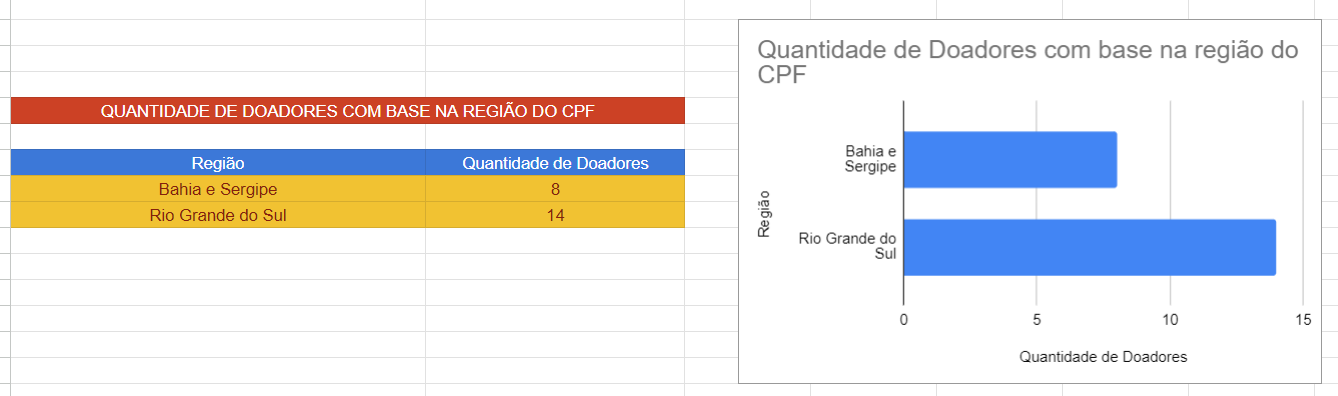 QUANTIDADE DE DOADORES COM BASE NA REGIÃO DO CPF
Região Quantidade de Doadores
Bahia e Sergipe 8
Rio Grande do Sul 14
Quantidade de Doadores com base na região do
CPF
Região
Bahia e
Sergipe
Rio Grande do
Sul
0 5 10 15
Quantidade de Doadores